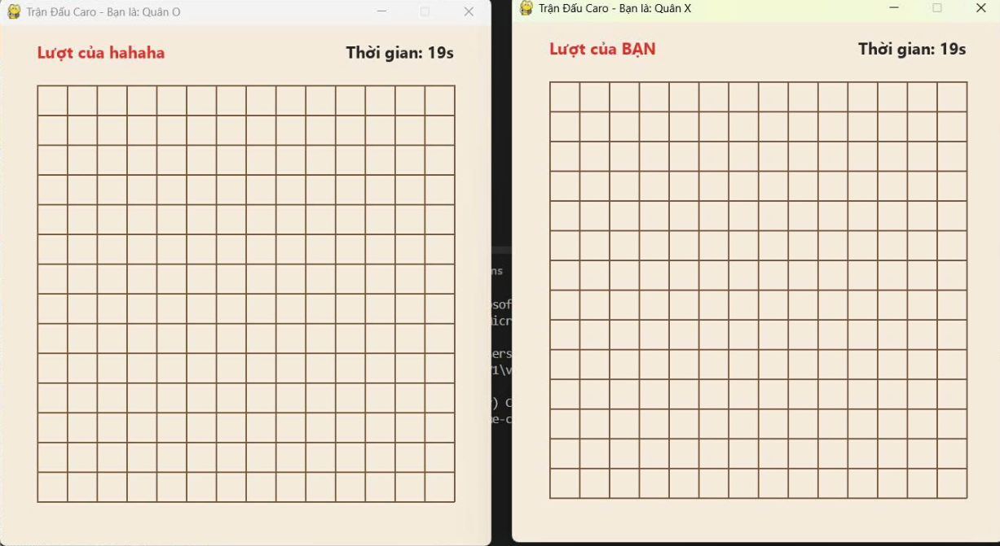 Trận Đấu Caro - Bạn là: Quân O
Lượt của hahaha
Thời gian: 19s
Trận Đấu Caro - Bạn là: Quân X
Lượt của BẠN
Thời gian: 19s